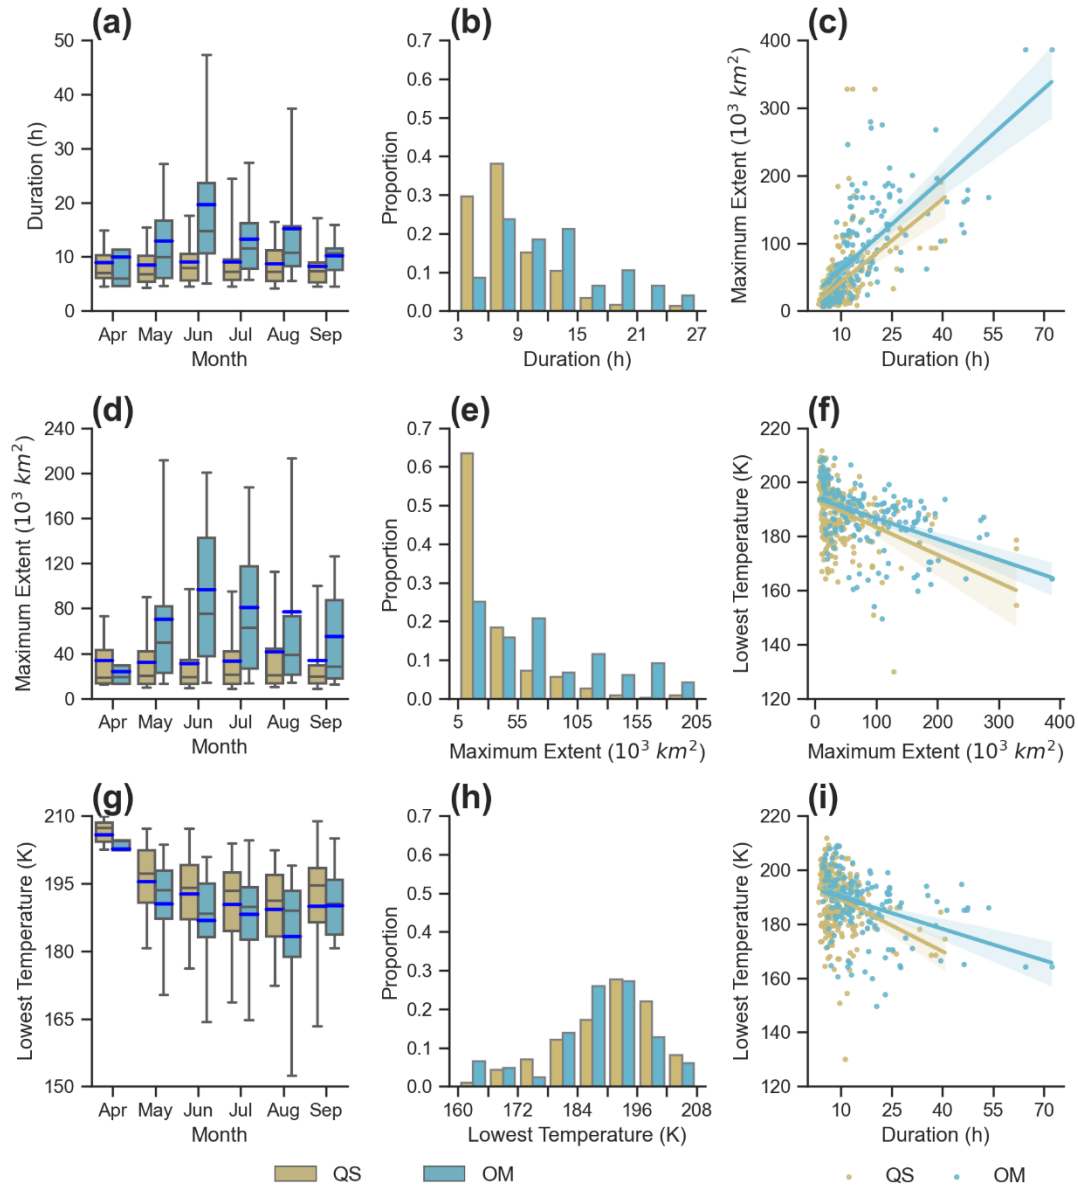 (a)
50
40
30
20
10
0
Duration (h)
Apr May Jun Jul Aug Sep
Month
(b)
0.7
0.6
0.5
0.4
0.3
0.2
0.1
0.0
Proportion
3 9 15 21 27
Duration (h)
(c)
400
300
200
100
0
Maximum Extent (10³ km²)
10 25 40 55 70
Duration (h)
(d)
240
200
160
120
80
40
0
Maximum Extent (10³ km²)
Apr May Jun Jul Aug Sep
Month
(e)
0.7
0.6
0.5
0.4
0.3
0.2
0.1
0.0
Proportion
5 55 105 155 205
Maximum Extent (10³ km²)
(f)
220
200
180
160
140
120
Lowest Temperature (K)
0 100 200 300 400
Maximum Extent (10³ km²)
(g)
210
195
180
165
150
Lowest Temperature (K)
Apr May Jun Jul Aug Sep
Month
(h)
0.7
0.6
0.5
0.4
0.3
0.2
0.1
0.0
Proportion
160 172 184 196 208
Lowest Temperature (K)
(i)
220
200
180
160
140
120
Lowest Temperature (K)
10 25 40 55 70
Duration (h)
QS OM
QS OM